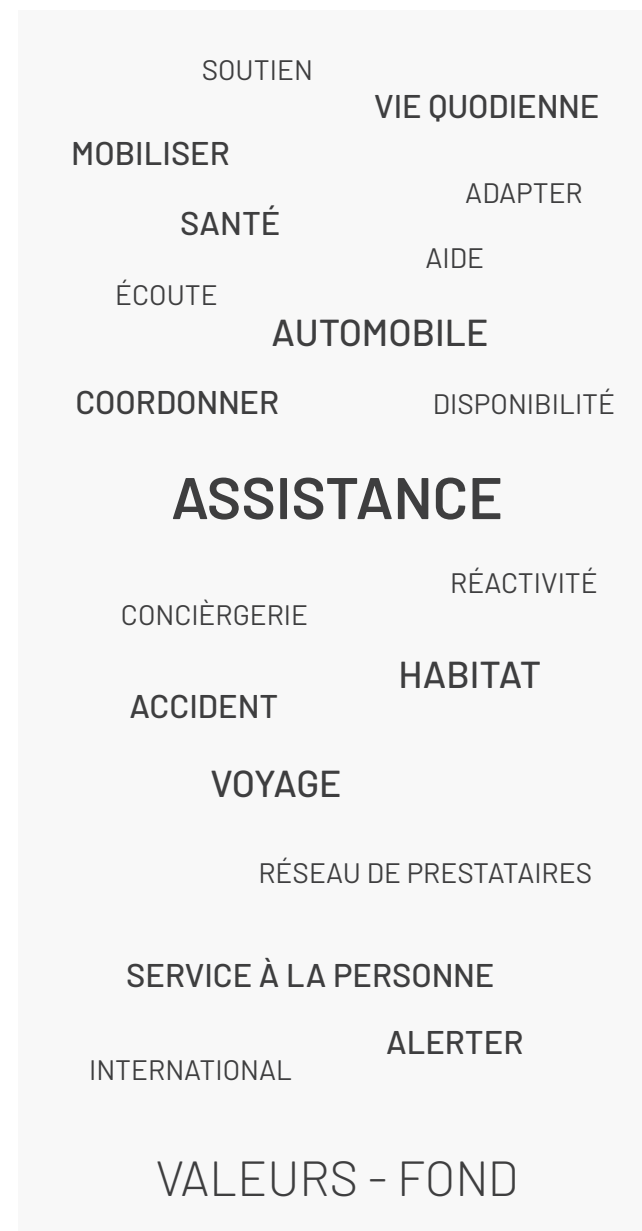 SOUTIEN
VIE QUODIENNE
MOBILISER
ADAPTER
SANTÉ
AIDE
ÉCOUTE
AUTOMOBILE
COORDONNER
DISPONIBILITÉ
ASSISTANCE
RÉACTIVITÉ
CONCIÈRGERIE
HABITAT
ACCIDENT
VOYAGE
RÉSEAU DE PRESTATAIRES
SERVICE À LA PERSONNE
ALERTER
INTERNATIONAL
VALEURS - FOND